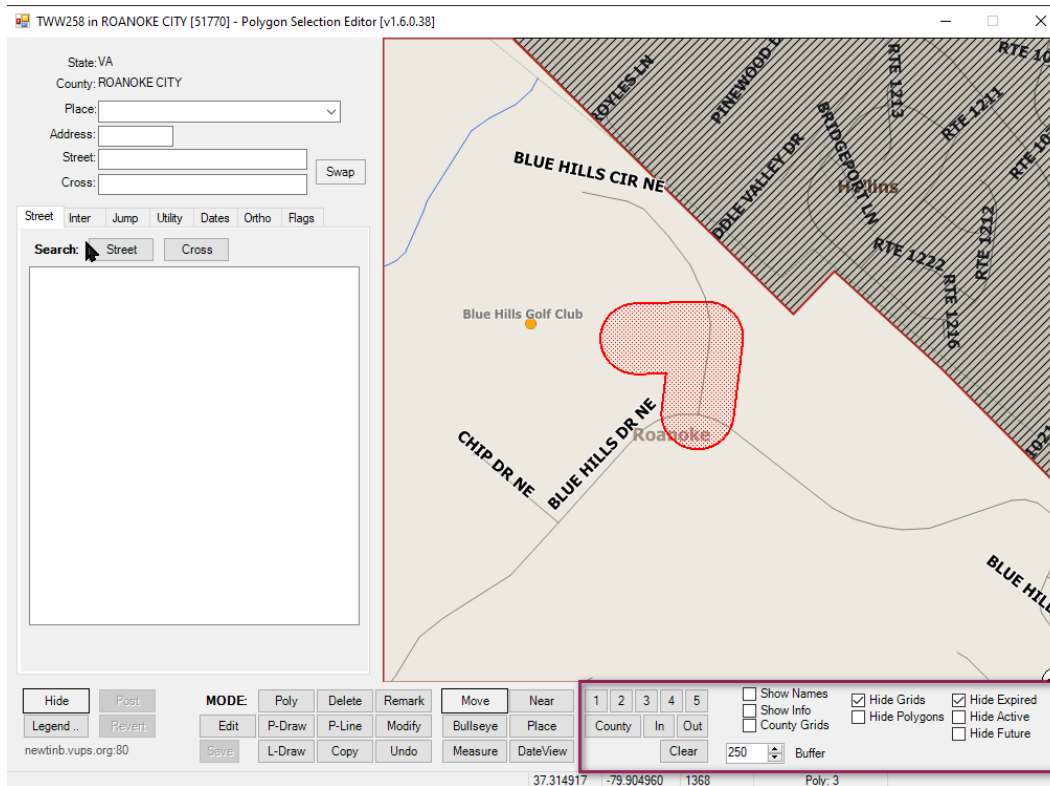 TWW258 in ROANOKE CITY [51770] - Polygon Selection Editor [v1.6.0.38]
State: VA
County: ROANOKE CITY
Place:
Address:
Street:
Cross:
Swap
Street Inter Jump Utility Dates Ortho Flags
Search: Street Cross
PINEWOOD
RTE 1213
RTE 1211
BRIDGEPORT LN
Hollins
RTE 1212
RTE 1222
RTE 1216
1021
BLUE HILLS CIR NE
Blue Hills Golf Club
Roanoke
CHIP DR NE
BLUE HILLS DR NE
BLUE HILL
Hide Post MODE: Poly Delete Remark Move Near 1 2 3 4 5 Show Names Hide Grids Hide Expired
Legend .. Revert Edit P-Draw P-Line Modify Bullseye Place County In Out Show Info Hide Polygons Hide Active
newtinb.vups.org:80 Save L-Draw Copy Undo Measure DateView Clear County Grids Hide Future
250 Buffer
37.314917 -79.904960 1368 Poly: 3